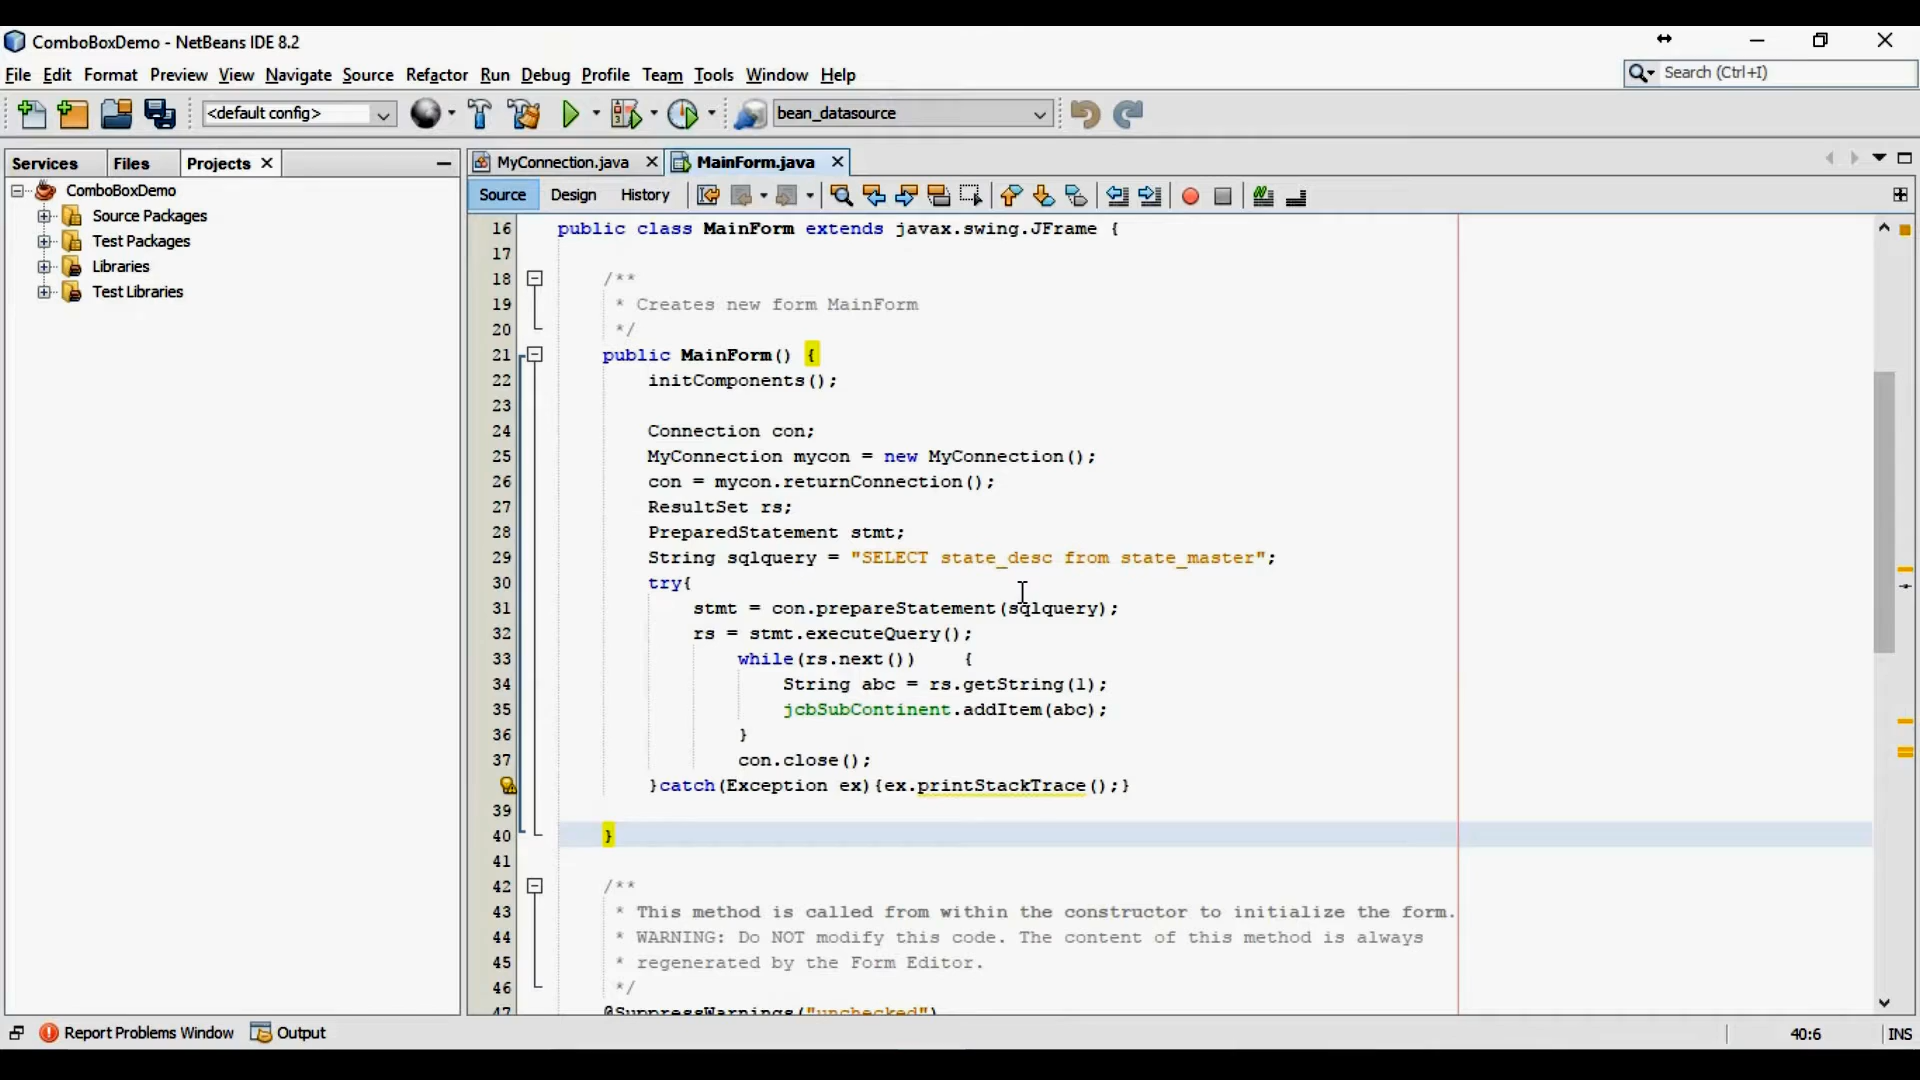 ComboBoxDemo - NetBeans IDE 8.2
File Edit Format Preview View Navigate Source Refactor Run Debug Profile Team Tools Window Help
Search (Ctrl+I)
<default config>
bean_datasource
Services Files Projects
MyConnection.java MainForm.java
Source Design History
ComboBoxDemo
Source Packages
Test Packages
Libraries
Test Libraries
16 public class MainForm extends javax.swing.JFrame {
17
18 /**
19 * Creates new form MainForm
20 */
21 public MainForm() {
22 initComponents();
23
24 Connection con;
25 MyConnection mycon = new MyConnection();
26 con = mycon.returnConnection();
27 ResultSet rs;
28 PreparedStatement stmt;
29 String sqlquery = "SELECT state_desc from state_master";
30 try{
31 stmt = con.prepareStatement(sqlquery);
32 rs = stmt.executeQuery();
33 while(rs.next()) {
34 String abc = rs.getString(1);
35 jcbSubContinent.addItem(abc);
36 }
37 con.close();
}catch(Exception ex){ex.printStackTrace();}
39
40 }
41
42 /**
43 * This method is called from within the constructor to initialize the form.
44 * WARNING: Do NOT modify this code. The content of this method is always
45 * regenerated by the Form Editor.
46 */
47 @SuppressWarnings("unchecked")
Report Problems Window Output
40:6 INS